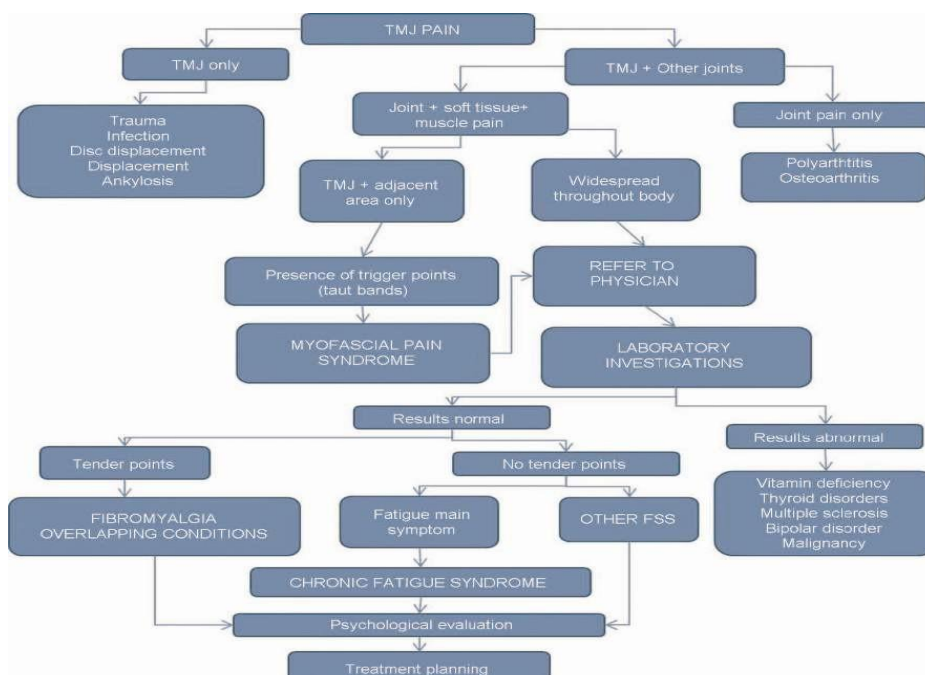 TMJ PAIN
TMJ only
TMJ + Other joints
Trauma
Infection
Disc displacement
Displacement
Ankylosis
Joint + soft tissue+
muscle pain
Joint pain only
Polyarthtitis
Osteoarthritis
TMJ + adjacent
area only
Widespread
throughout body
Presence of trigger points
(taut bands)
REFER TO
PHYSICIAN
MYOFASCIAL PAIN
SYNDROME
LABORATORY
INVESTIGATIONS
Results normal
Results abnormal
Tender points
No tender points
Vitamin deficiency
Thyroid disorders
Multiple sclerosis
Bipolar disorder
Malignancy
FIBROMYALGIA
OVERLAPPING CONDITIONS
Fatigue main
symptom
OTHER FSS
CHRONIC FATIGUE SYNDROME
Psychological evaluation
Treatment planning